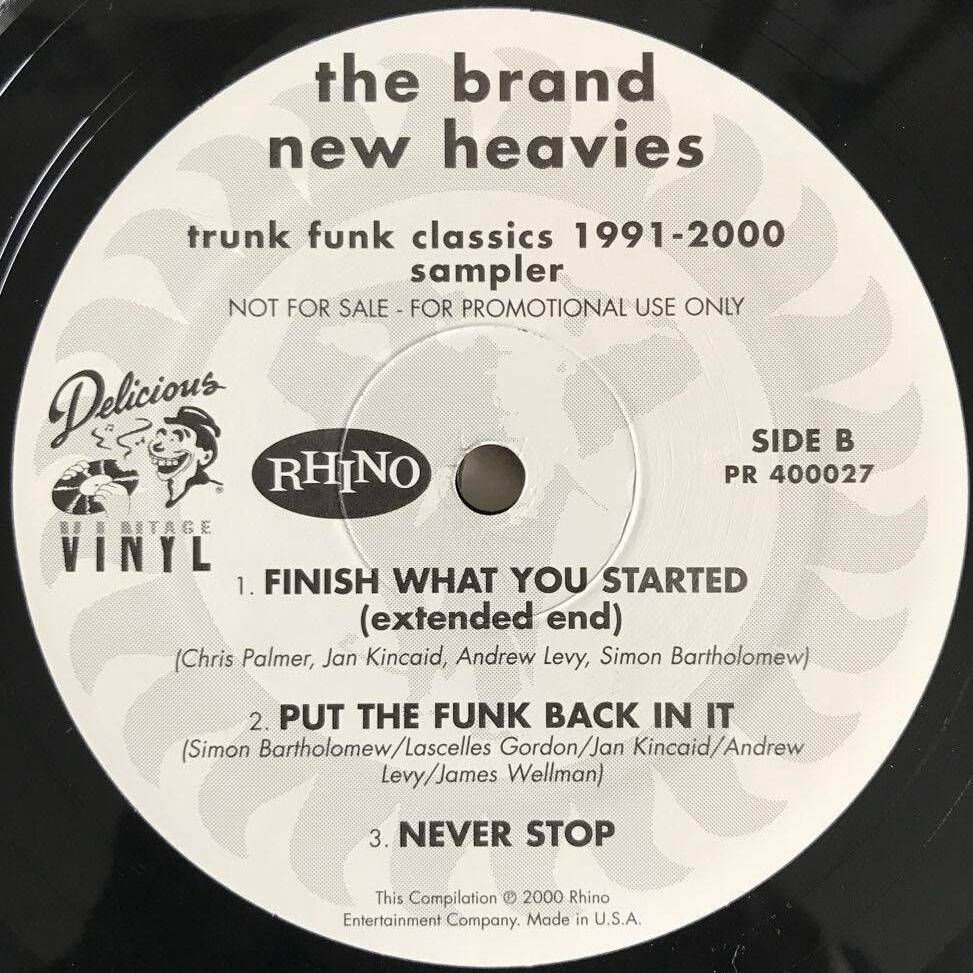 the brand
new heavies
trunk funk classics 1991-2000
sampler
NOT FOR SALE - FOR PROMOTIONAL USE ONLY
Delicious
VINTAGE
VINYL
RHINO
SIDE B
PR 400027
1. FINISH WHAT YOU STARTED
(extended end)
(Chris Palmer, Jan Kincaid, Andrew Levy, Simon Bartholomew)
2. PUT THE FUNK BACK IN IT
(Simon Bartholomew/Lascelles Gordon/Jan Kincaid/Andrew
Levy/James Wellman)
3. NEVER STOP
This Compilation ℗ 2000 Rhino
Entertainment Company. Made in U.S.A.